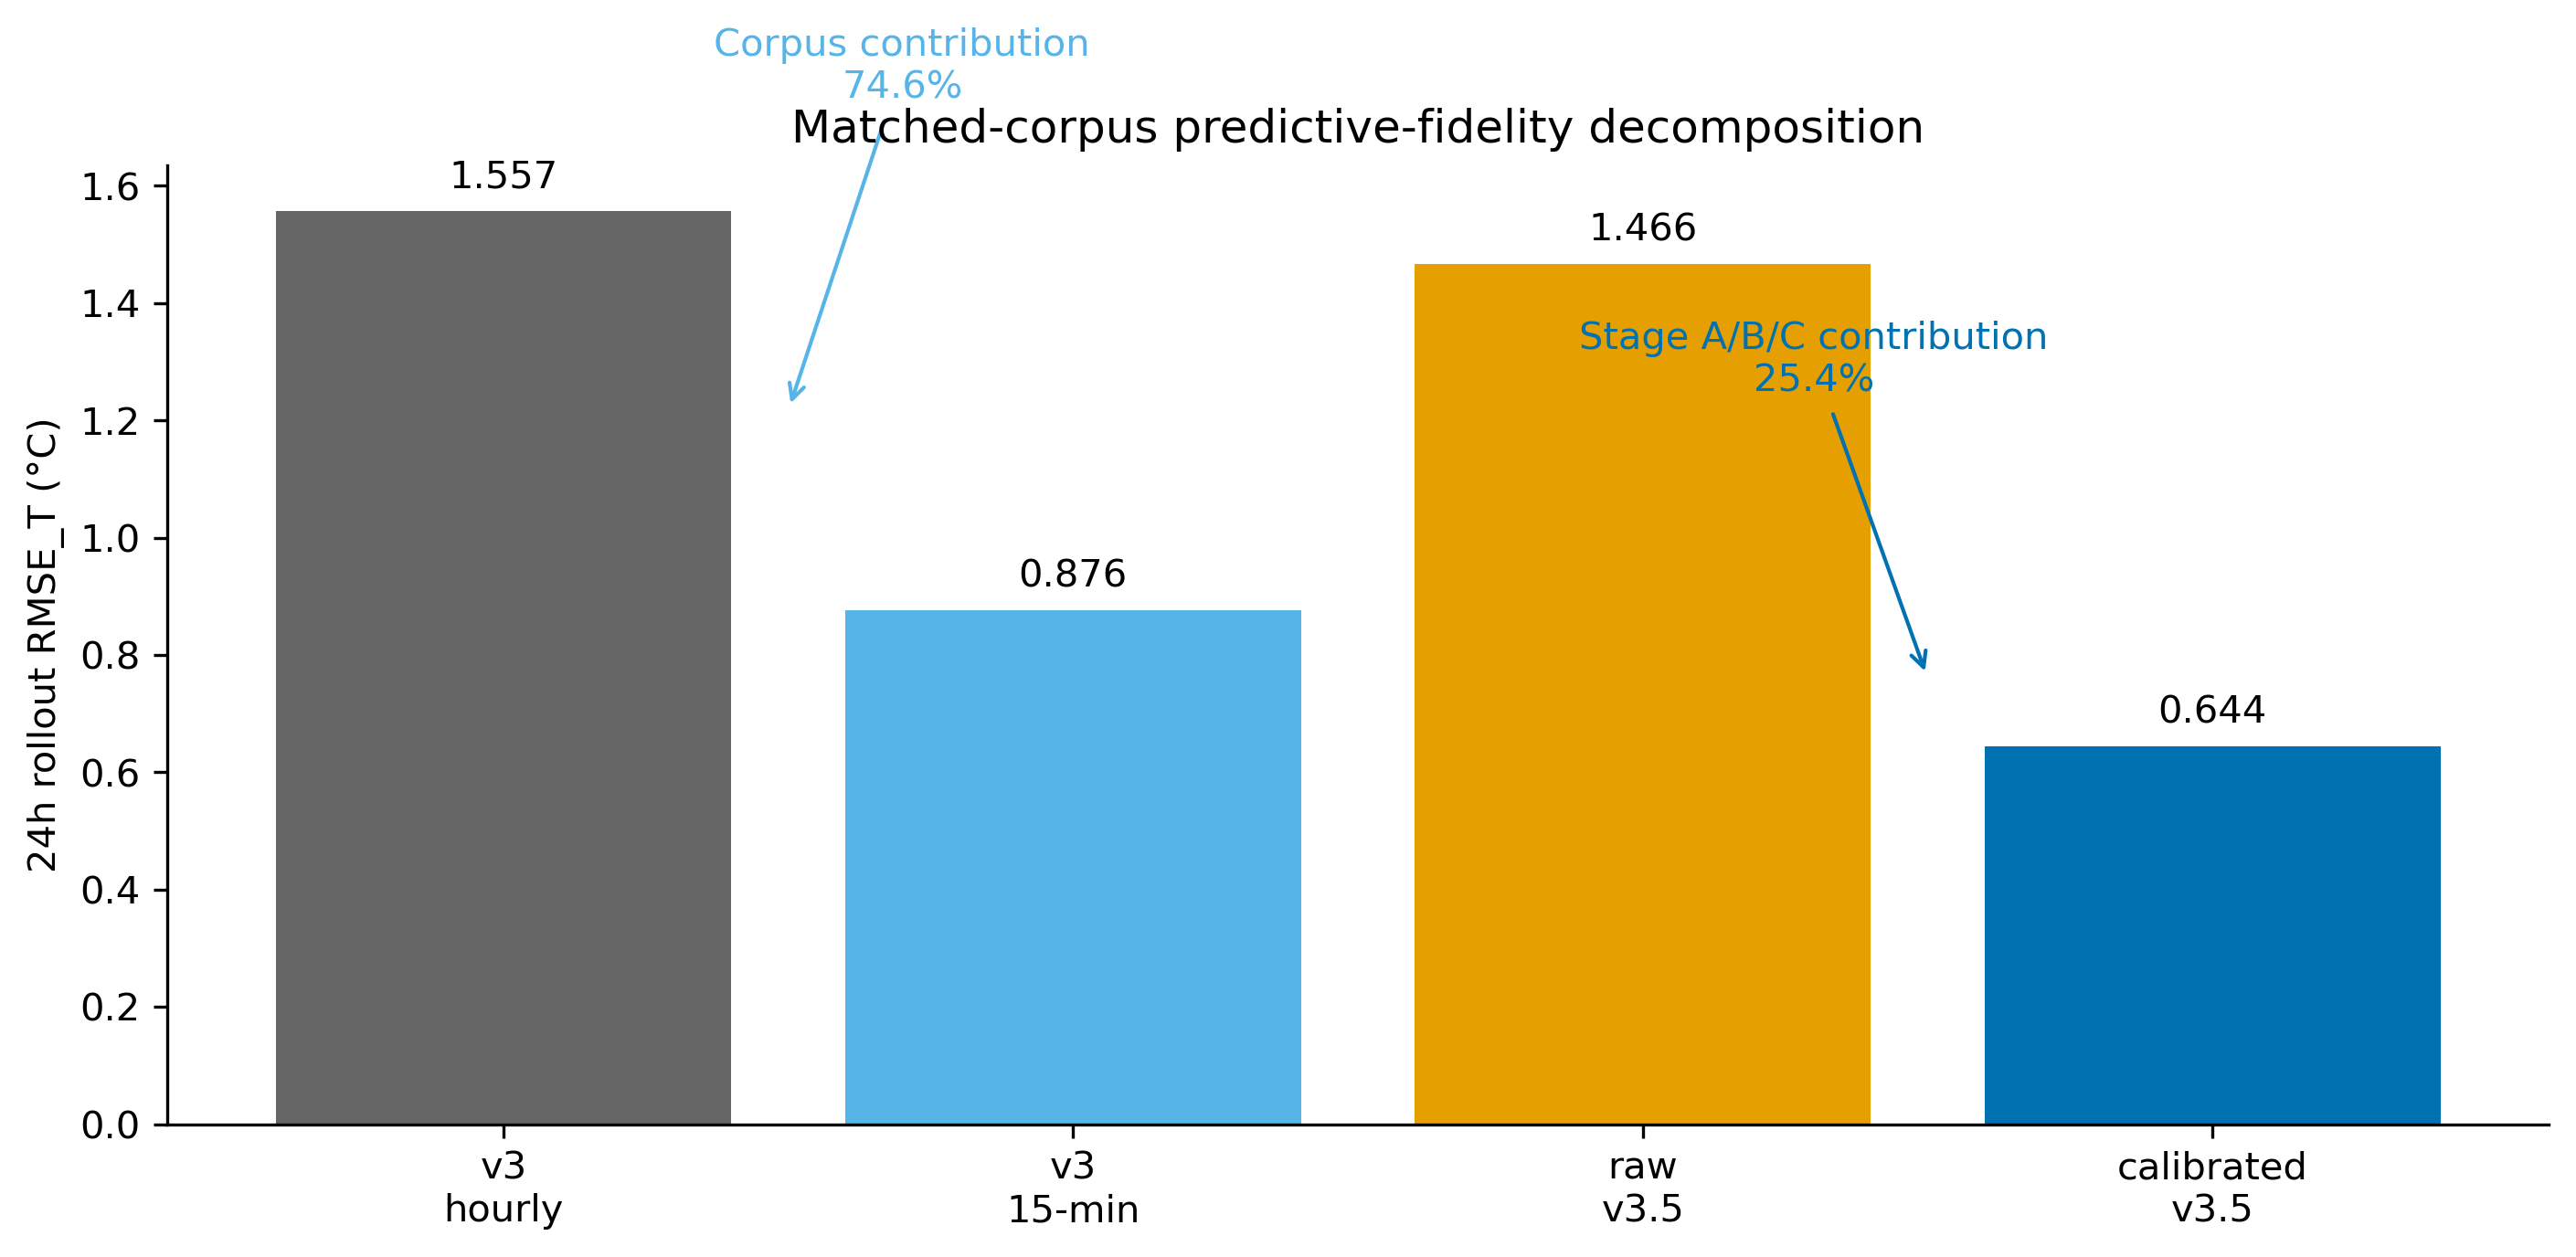 Corpus contribution
74.6%
Matched-corpus predictive-fidelity decomposition
24h rollout RMSE_T (°C)
1.6
1.4
1.2
1.0
0.8
0.6
0.4
0.2
0.0
1.557
0.876
1.466
0.644
Stage A/B/C contribution
25.4%
v3
hourly
v3
15-min
raw
v3.5
calibrated
v3.5